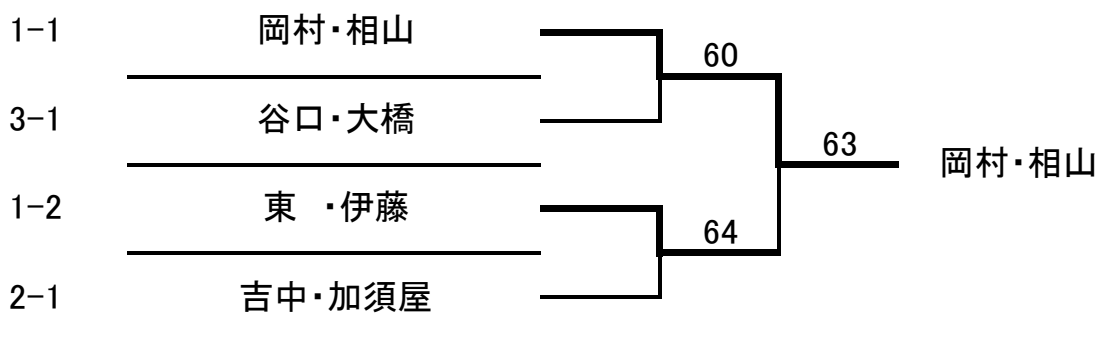 1-1 岡村・相山
60
3-1 谷口・大橋
63
岡村・相山
1-2 東　・伊藤
64
2-1 吉中・加須屋